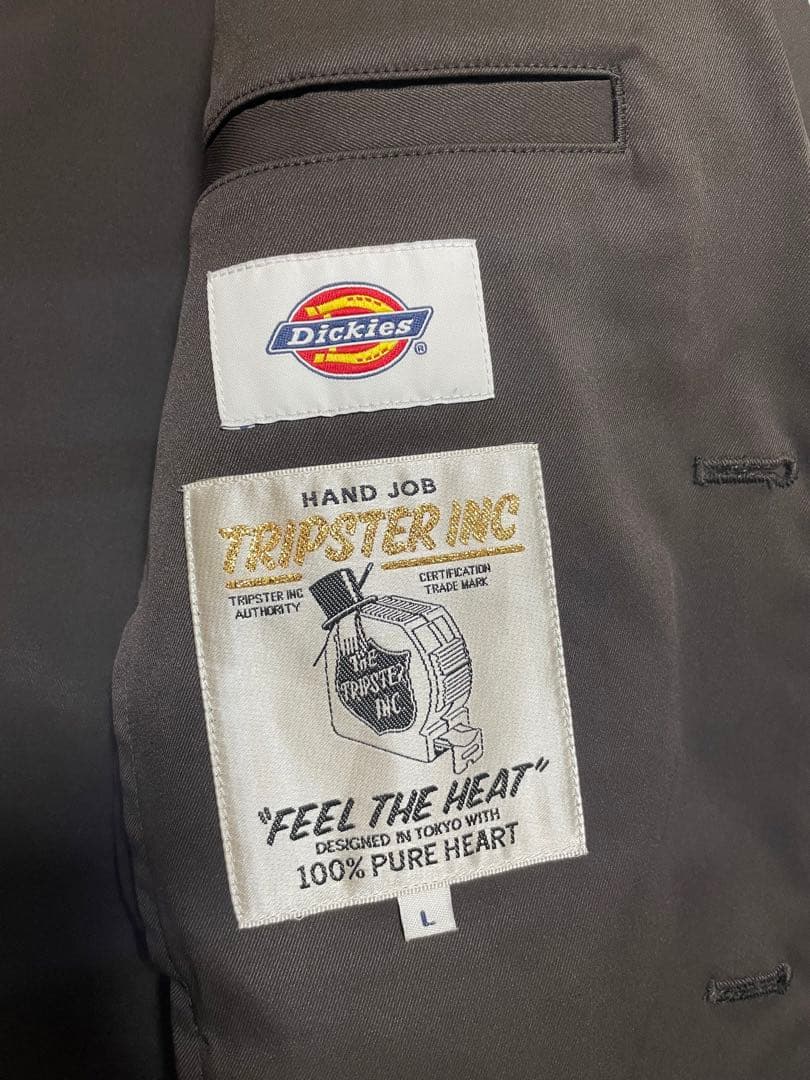 Dickies®
HAND JOB
TRIPSTER INC
TRIPSTER INC
AUTHORITY
CERTIFICATION
TRADE MARK
THE
TRIPSTER
INC
"FEEL THE HEAT"
DESIGNED IN TOKYO WITH
100% PURE HEART
L